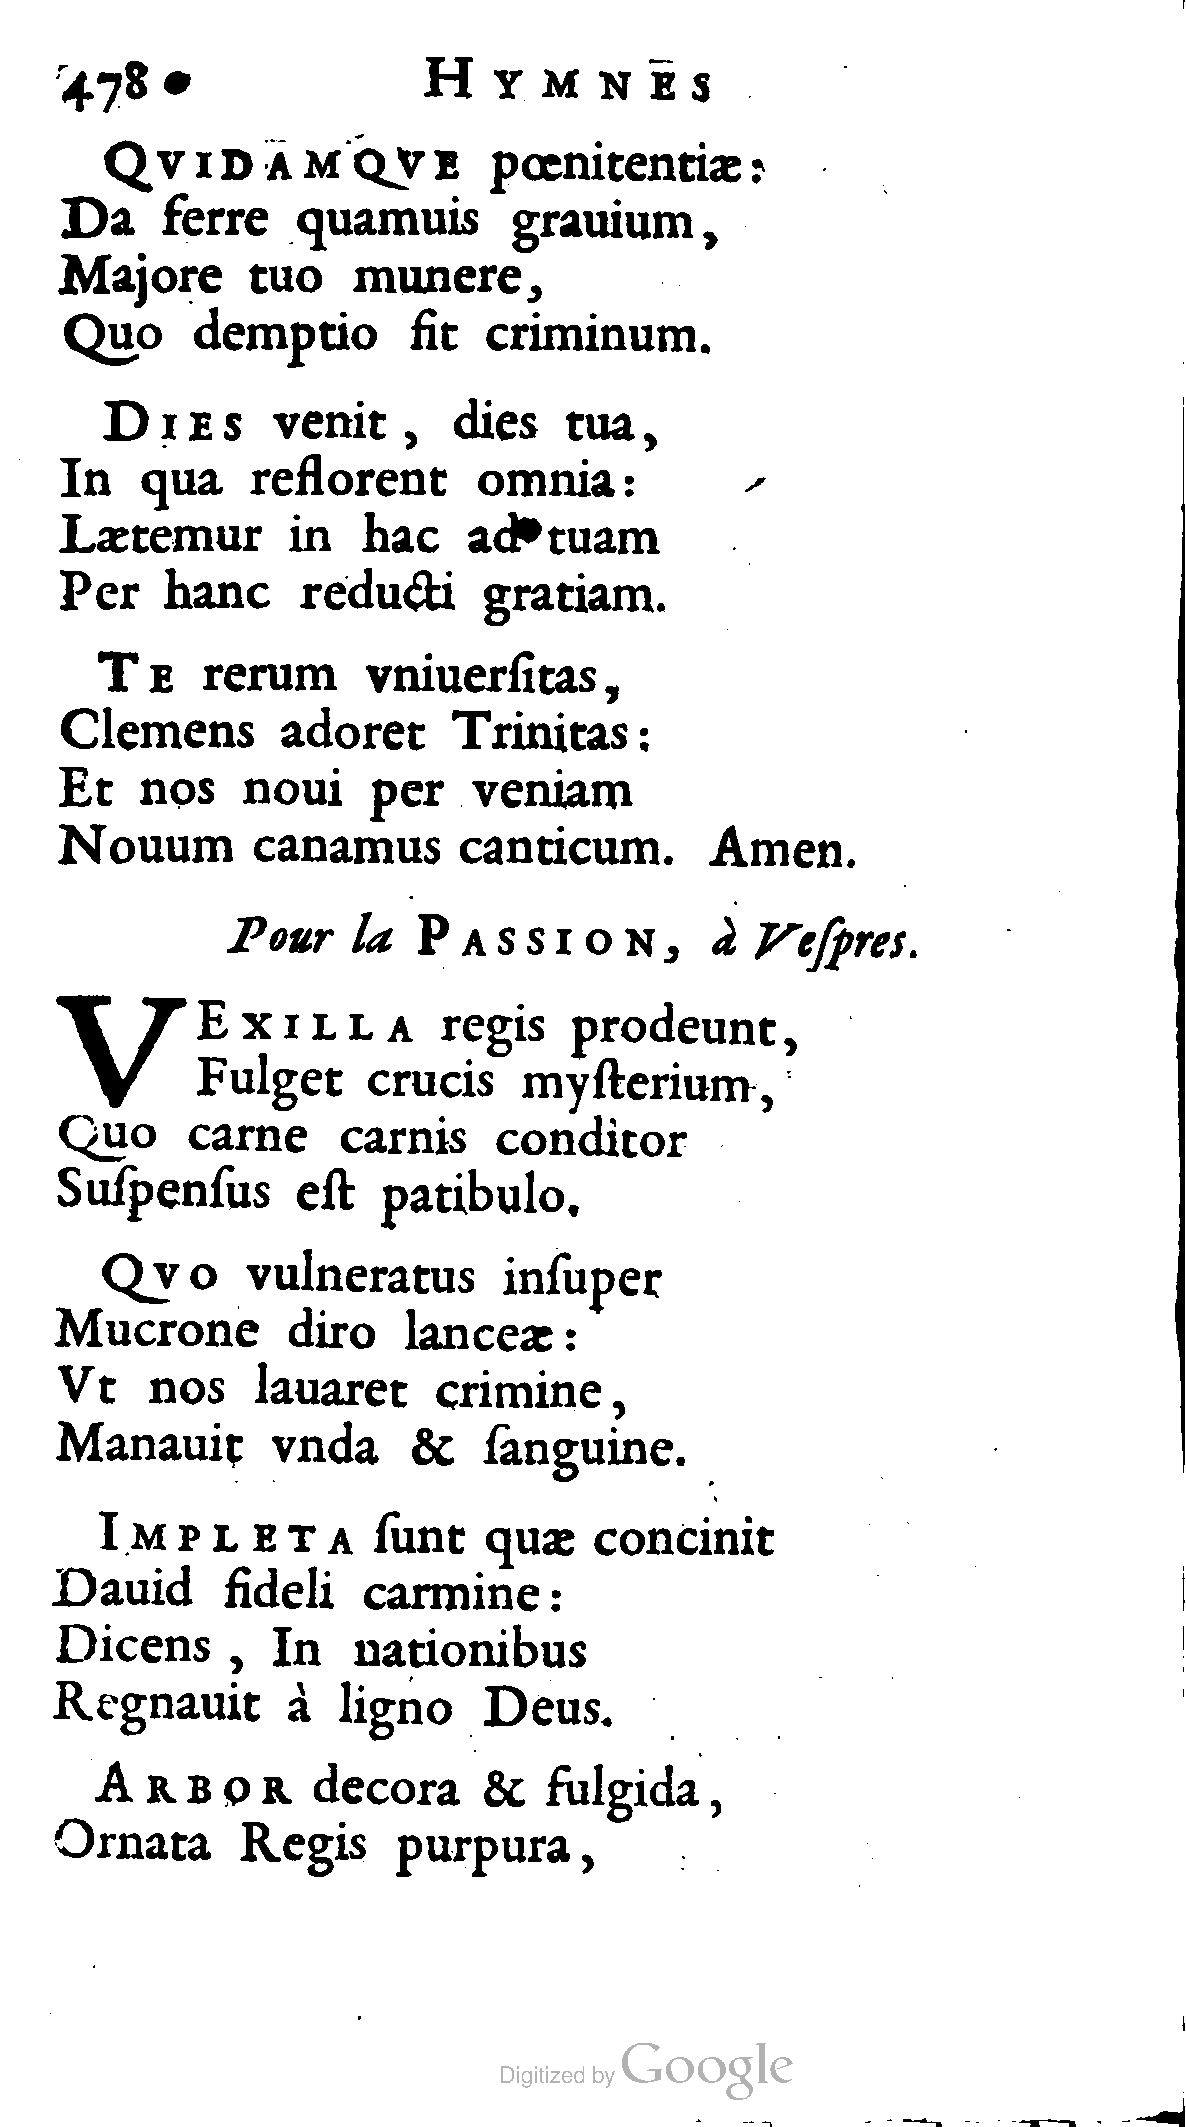 478 HYMNES
QVIDAMQVE pœnitentiæ:
Da ferre quamuis grauium,
Majore tuo munere,
Quo demptio fit criminum.
DIES venit, dies tua,
In qua reflorent omnia:
Lætemur in hac ad tuam
Per hanc reducti gratiam.
TE rerum vniuerſitas,
Clemens adoret Trinitas:
Et nos noui per veniam
Nouum canamus canticum. Amen.
Pour la PASSION, à Veſpres.
VEXILLA regis prodeunt,
Fulget crucis myſterium,
Quo carne carnis conditor
Suſpenſus eſt patibulo.
QVO vulneratus inſuper
Mucrone diro lanceæ:
Vt nos lauaret crimine,
Manauit vnda & ſanguine.
IMPLETA ſunt quæ concinit
Dauid fideli carmine:
Dicens, In nationibus
Regnauit à ligno Deus.
ARBOR decora & fulgida,
Ornata Regis purpura,
Digitized by Google